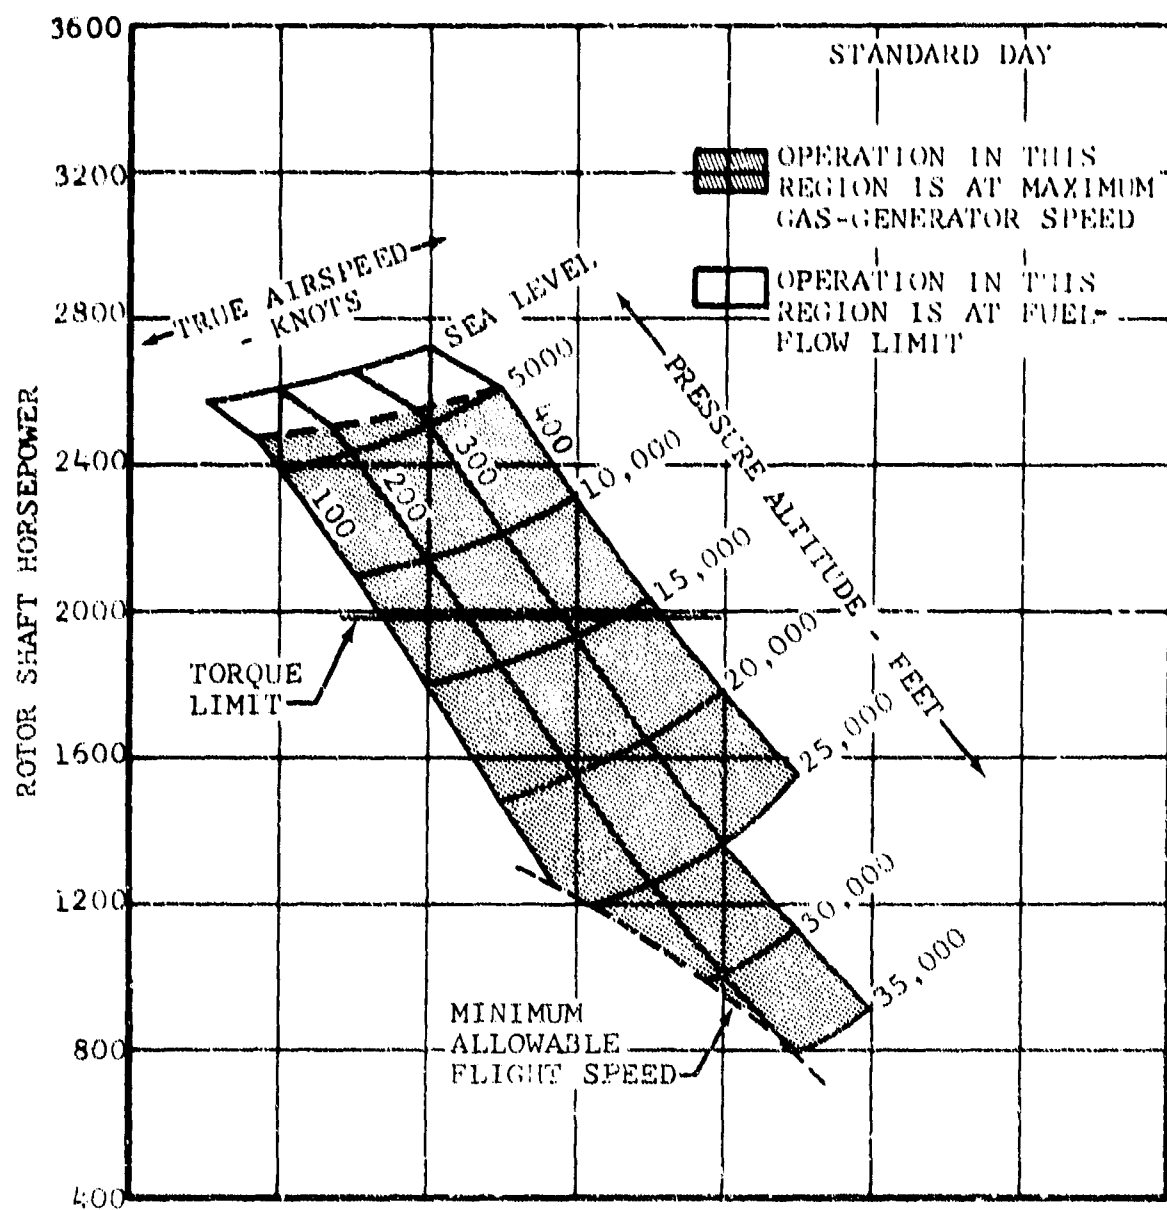 3600
3200
2800
2400
2000
1600
1200
800
400
ROTOR SHAFT HORSEPOWER
STANDARD DAY
OPERATION IN THIS
REGION IS AT MAXIMUM
GAS-GENERATOR SPEED
OPERATION IN THIS
REGION IS AT FUEL-
FLOW LIMIT
TRUE AIRSPEED
- KNOTS
SEA LEVEL
5000
10,000
15,000
20,000
25,000
30,000
35,000
PRESSURE ALTITUDE - FEET
100
200
300
400
TORQUE
LIMIT
MINIMUM
ALLOWABLE
FLIGHT SPEED